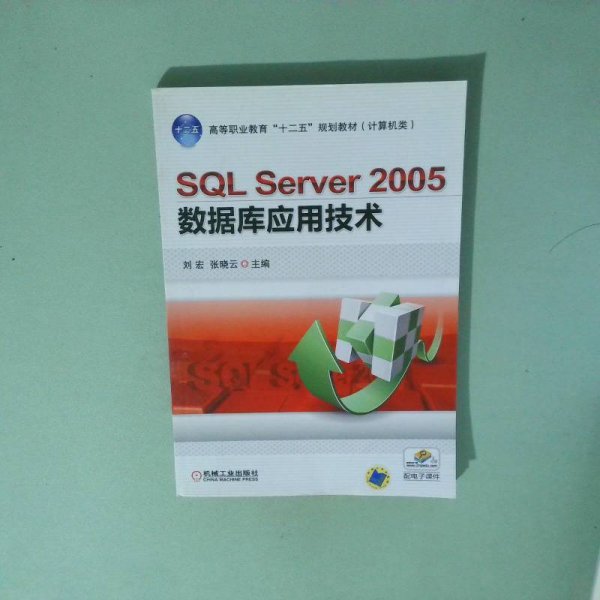 十二五
高等职业教育“十二五”规划教材(计算机类)
SQL Server 2005
数据库应用技术
刘宏 张晓云 主编
SQL S
机械工业出版社
CHINA MACHINE PRESS
配电子课件